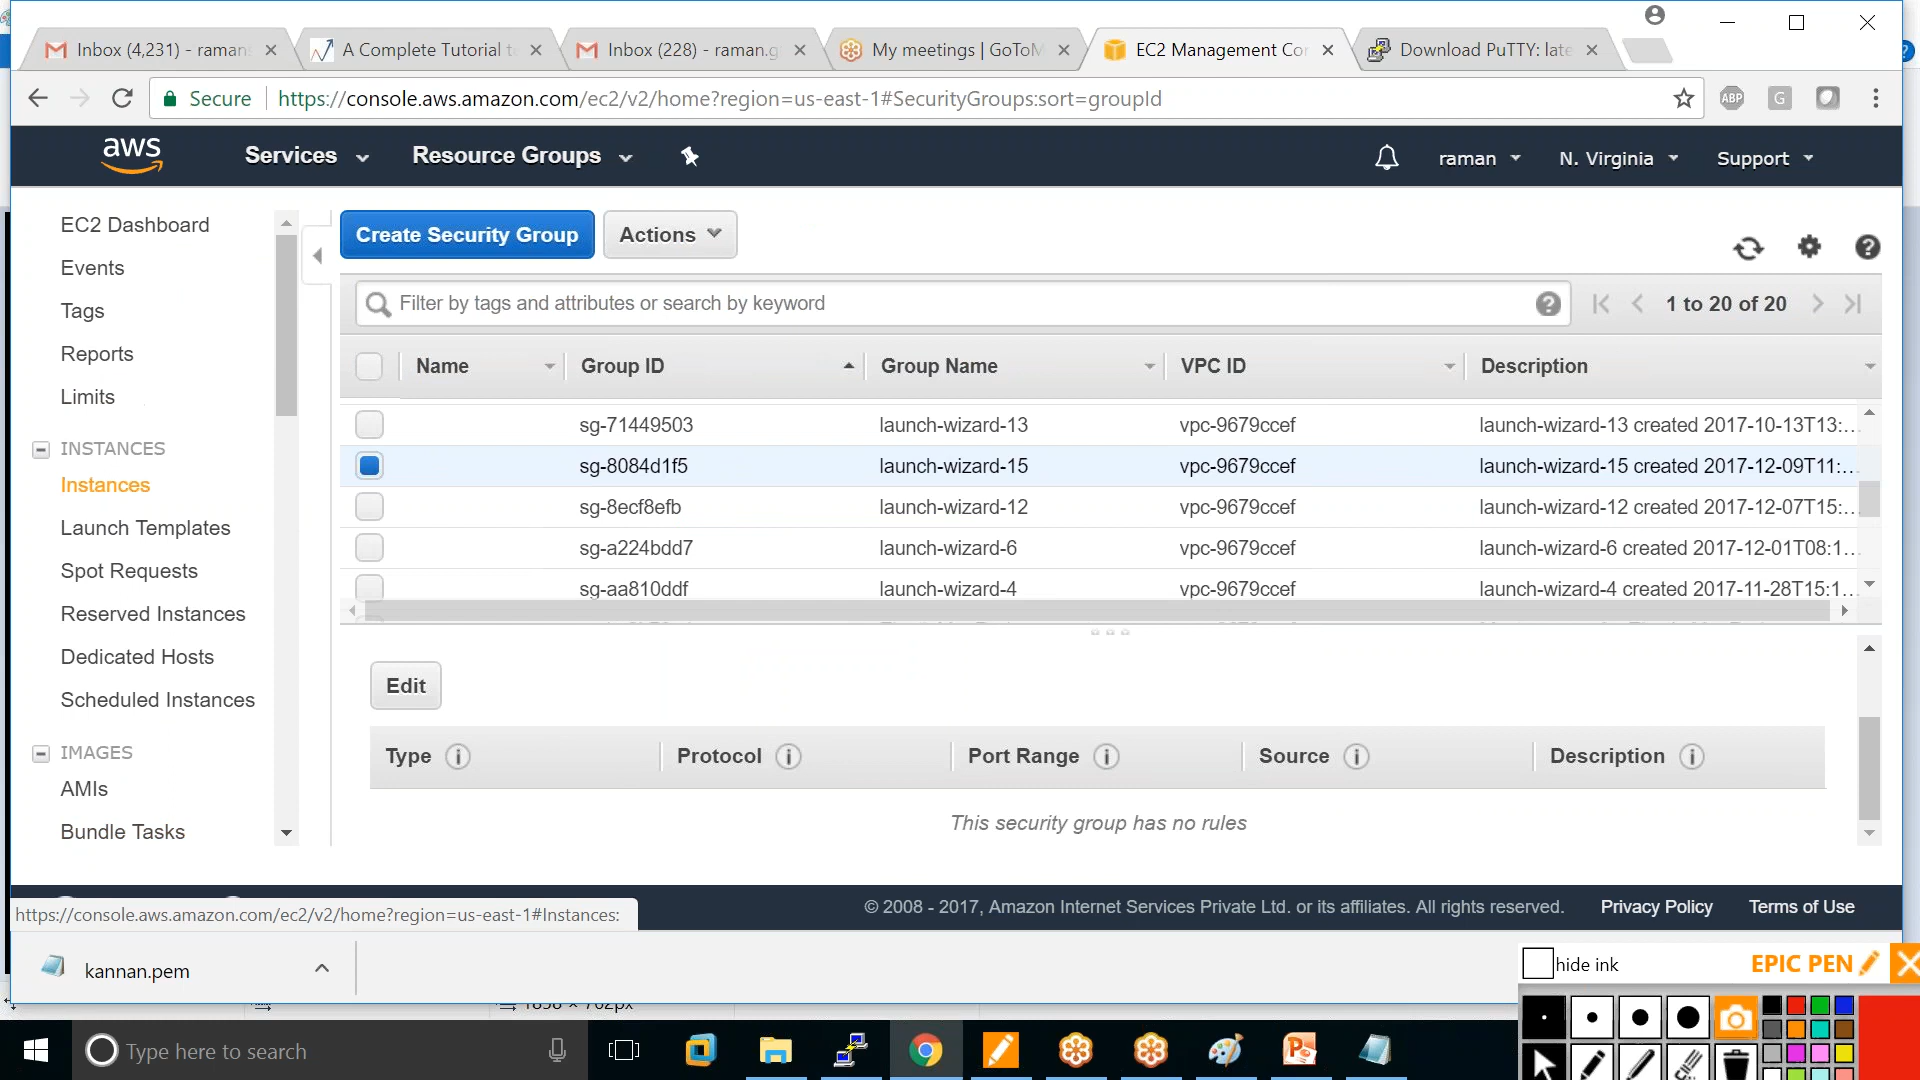 Inbox (4,231) - raman
A Complete Tutorial t
Inbox (228) - raman.g
My meetings | GoToM
EC2 Management Co
Download PuTTY: late
Secure
https://console.aws.amazon.com/ec2/v2/home?region=us-east-1#SecurityGroups:sort=groupId
ABP
G
aws
Services
Resource Groups
raman
N. Virginia
Support
EC2 Dashboard
Events
Tags
Reports
Limits
INSTANCES
Instances
Launch Templates
Spot Requests
Reserved Instances
Dedicated Hosts
Scheduled Instances
IMAGES
AMIs
Bundle Tasks
Create Security Group
Actions
Filter by tags and attributes or search by keyword
1 to 20 of 20
Name Group ID Group Name VPC ID Description
sg-71449503 launch-wizard-13 vpc-9679ccef launch-wizard-13 created 2017-10-13T13:...
sg-8084d1f5 launch-wizard-15 vpc-9679ccef launch-wizard-15 created 2017-12-09T11:...
sg-8ecf8efb launch-wizard-12 vpc-9679ccef launch-wizard-12 created 2017-12-07T15:...
sg-a224bdd7 launch-wizard-6 vpc-9679ccef launch-wizard-6 created 2017-12-01T08:1...
sg-aa810ddf launch-wizard-4 vpc-9679ccef launch-wizard-4 created 2017-11-28T15:1...
Edit
Type Protocol Port Range Source Description
This security group has no rules
© 2008 - 2017, Amazon Internet Services Private Ltd. or its affiliates. All rights reserved.
Privacy Policy
Terms of Use
https://console.aws.amazon.com/ec2/v2/home?region=us-east-1#Instances:
kannan.pem
hide ink
EPIC PEN
Type here to search